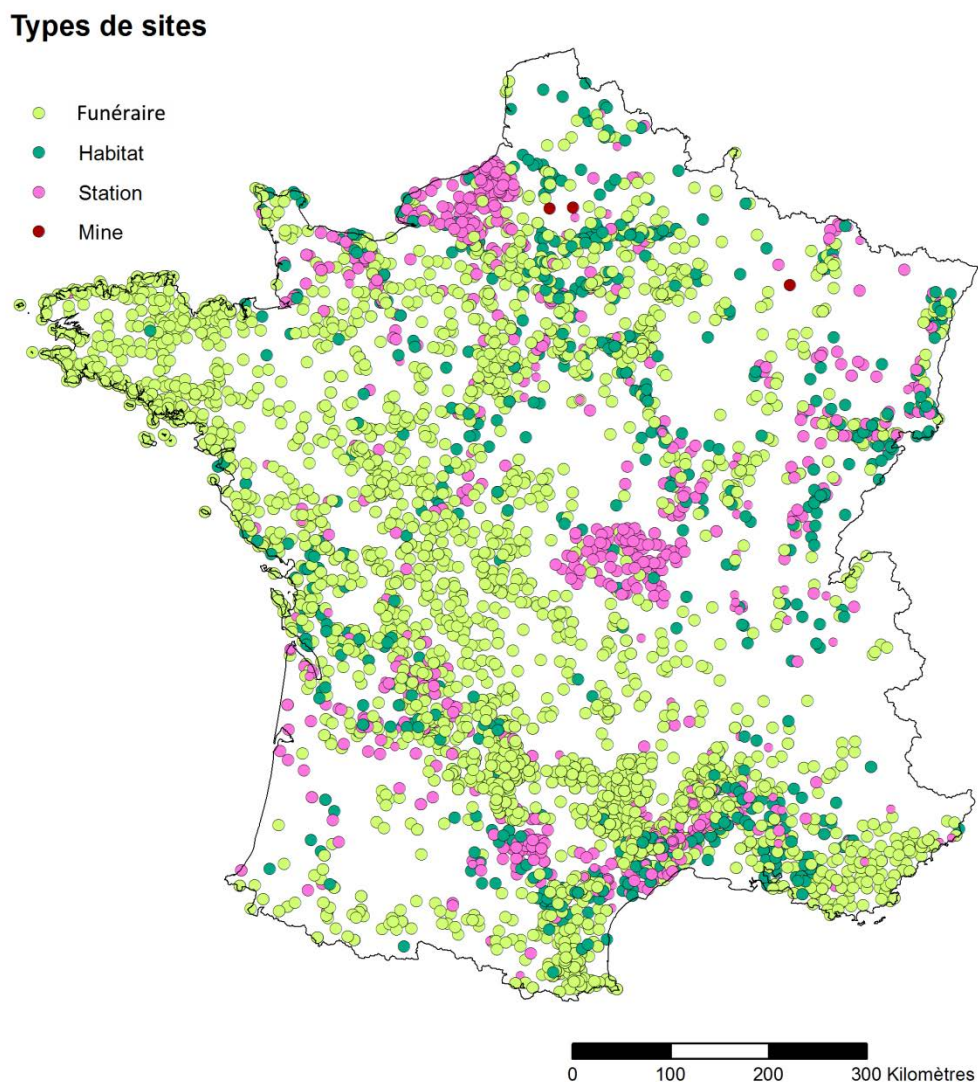 Types de sites
Funéraire
Habitat
Station
Mine
0 100 200 300 Kilomètres